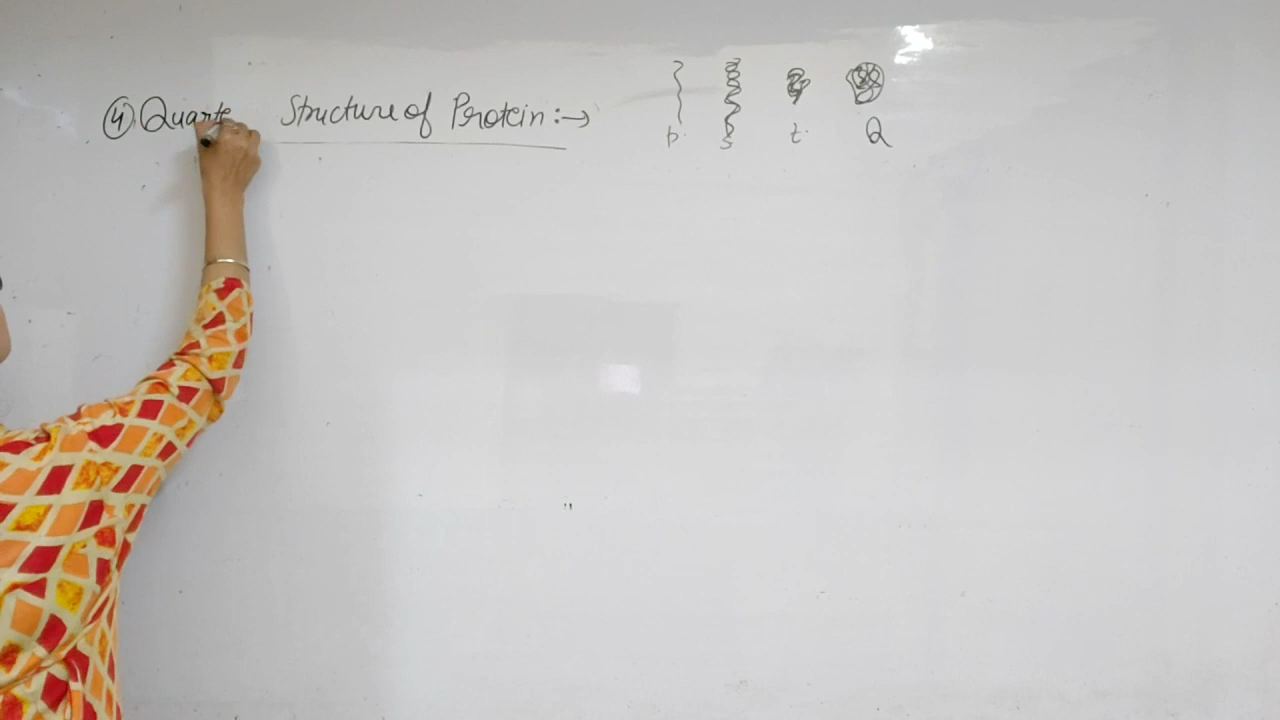 ④ Quarte Structure of Protein :→
p. s t. Q